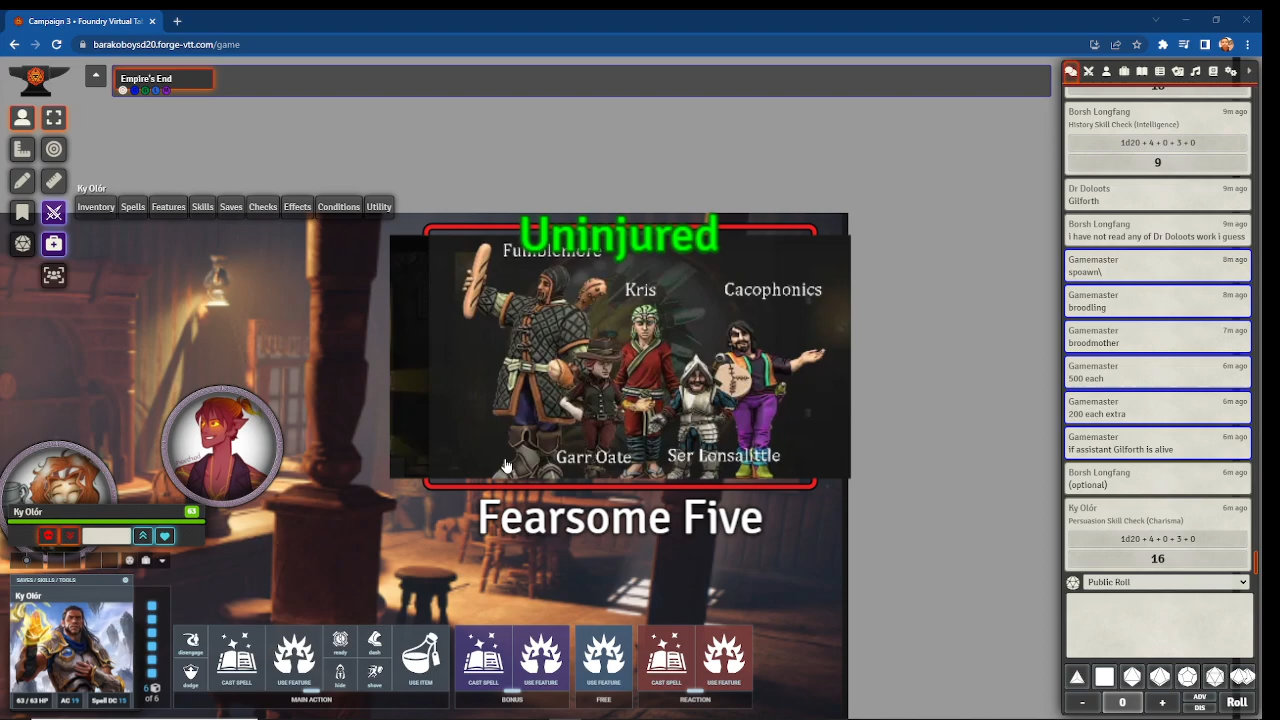 Campaign 3 • Foundry Virtual Tab
barakoboysd20.forge-vtt.com/game
Empire's End
Ky Olór
Inventory Spells Features Skills Saves Checks Effects Conditions Utility
Uninjured
Fumblemore
Kris
Cacophonics
Garr Oate
Ser Lonsalittle
Fearsome Five
Ky Olór
63
SAVES / SKILLS / TOOLS
Ky Olór
63 / 63 HP AC 19 Spell DC 15
6
of 6
disengage
dodge
CAST SPELL
USE FEATURE
ready
hide
dash
shove
USE ITEM
MAIN ACTION
CAST SPELL
USE FEATURE
BONUS
USE FEATURE
FREE
CAST SPELL
USE FEATURE
REACTION
Borsh Longfang 9m ago
History Skill Check (Intelligence)
1d20 + 4 + 0 + 3 + 0
9
Dr Doloots 9m ago
Gilforth
Borsh Longfang 9m ago
i have not read any of Dr Doloots work i guess
Gamemaster 8m ago
spoawn\
Gamemaster 8m ago
broodling
Gamemaster 7m ago
broodmother
Gamemaster 6m ago
500 each
Gamemaster 6m ago
200 each extra
Gamemaster 6m ago
if assistant Gilforth is alive
Borsh Longfang 6m ago
(optional)
Ky Olór 6m ago
Persuasion Skill Check (Charisma)
1d20 + 4 + 0 + 3 + 0
16
Public Roll
- 0 + ADV
DIS
Roll